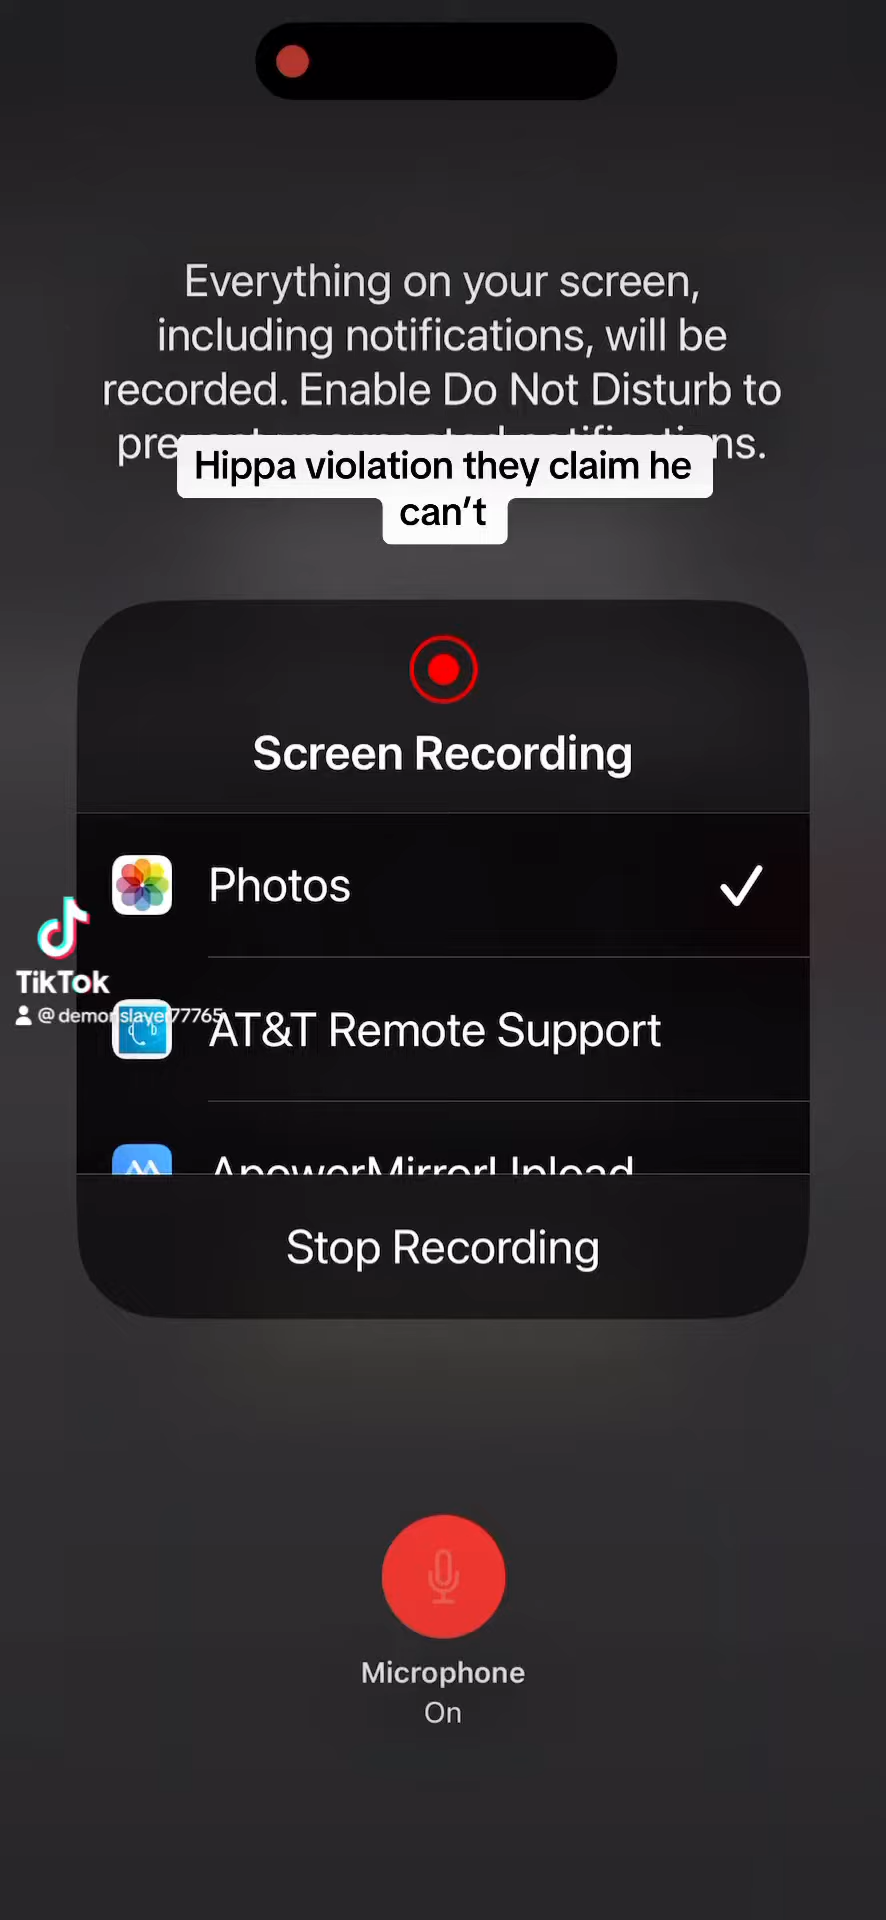 Everything on your screen,
including notifications, will be
recorded. Enable Do Not Disturb to
Hippa violation they claim he
can't
Screen Recording
Photos
TikTok
@demonslayer77765
AT&T Remote Support
ApowerMirrorUpload
Stop Recording
Microphone
On